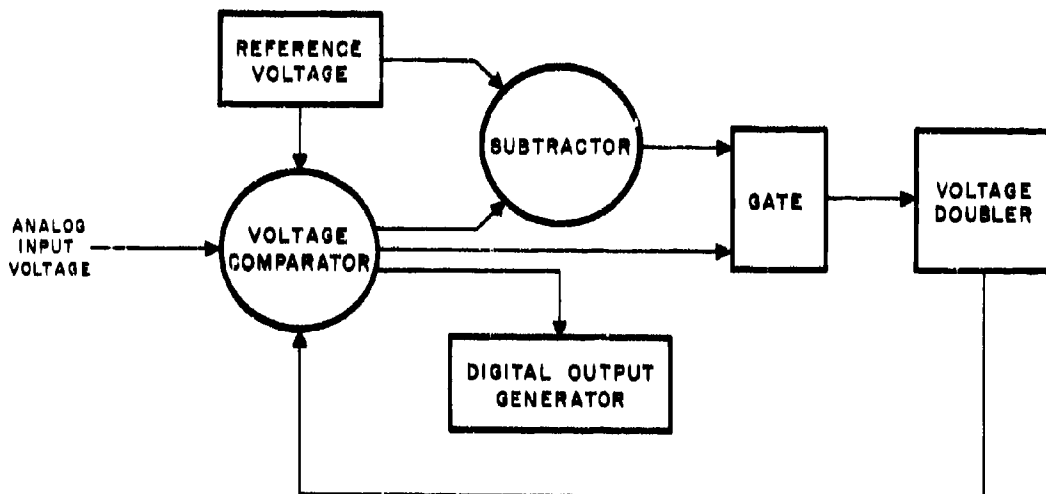 REFERENCE
VOLTAGE
SUBTRACTOR
GATE
VOLTAGE
DOUBLER
ANALOG
INPUT
VOLTAGE
VOLTAGE
COMPARATOR
DIGITAL OUTPUT
GENERATOR